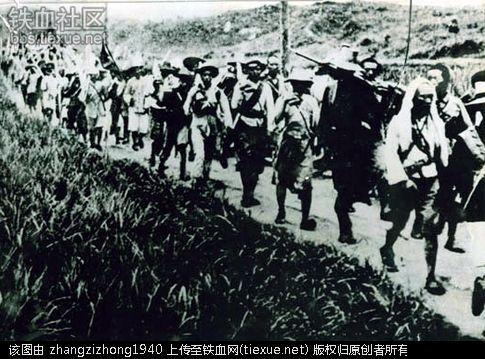 铁血社区
bbs.tiexue.net
该图由 zhangzizhong1940 上传至铁血网(tiexue.net) 版权归原创者所有